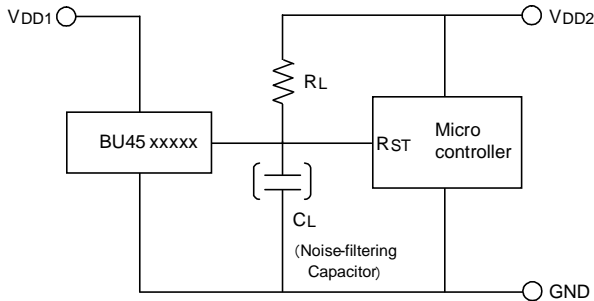 VDD1
VDD2
RL
BU45 xxxxx
RST
Micro
controller
CL
(Noise-filtering
Capacitor)
GND